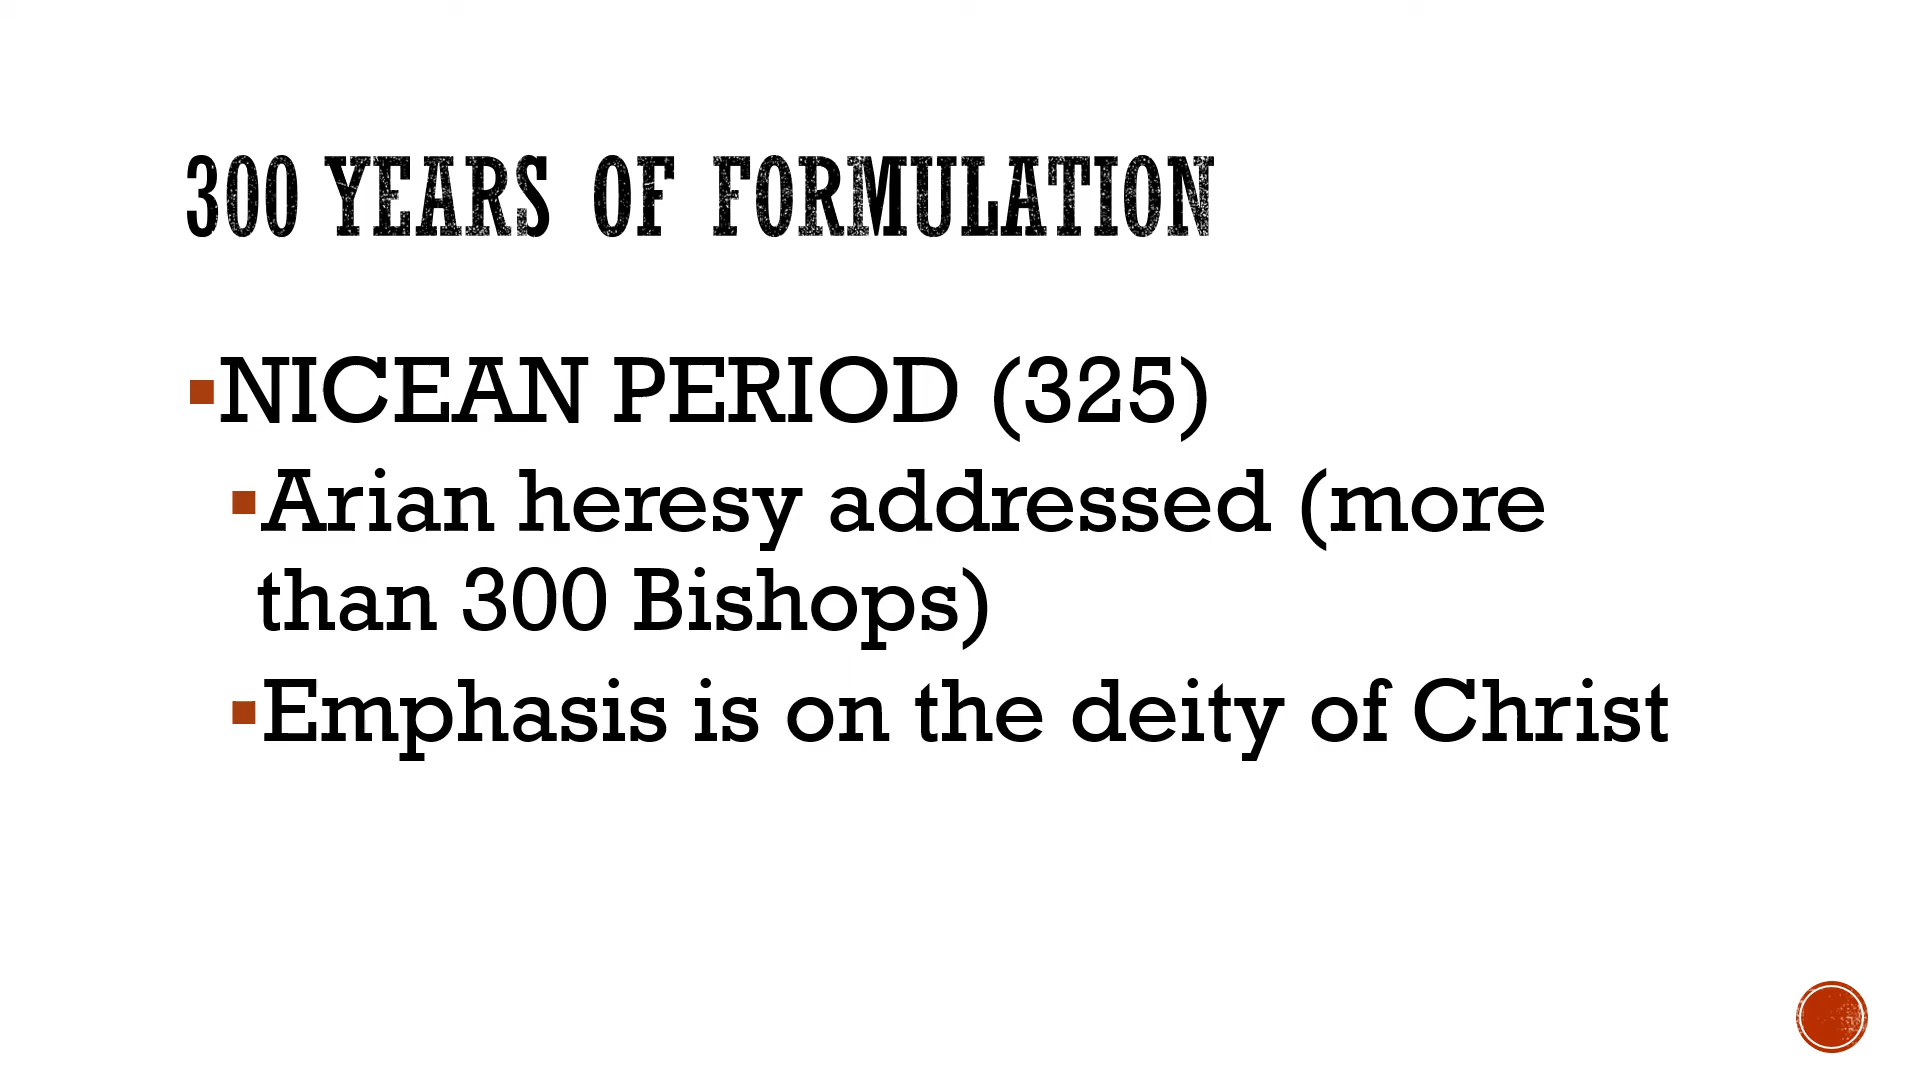 300 YEARS OF FORMULATION
▪NICEAN PERIOD (325)
▪Arian heresy addressed (more
than 300 Bishops)
▪Emphasis is on the deity of Christ